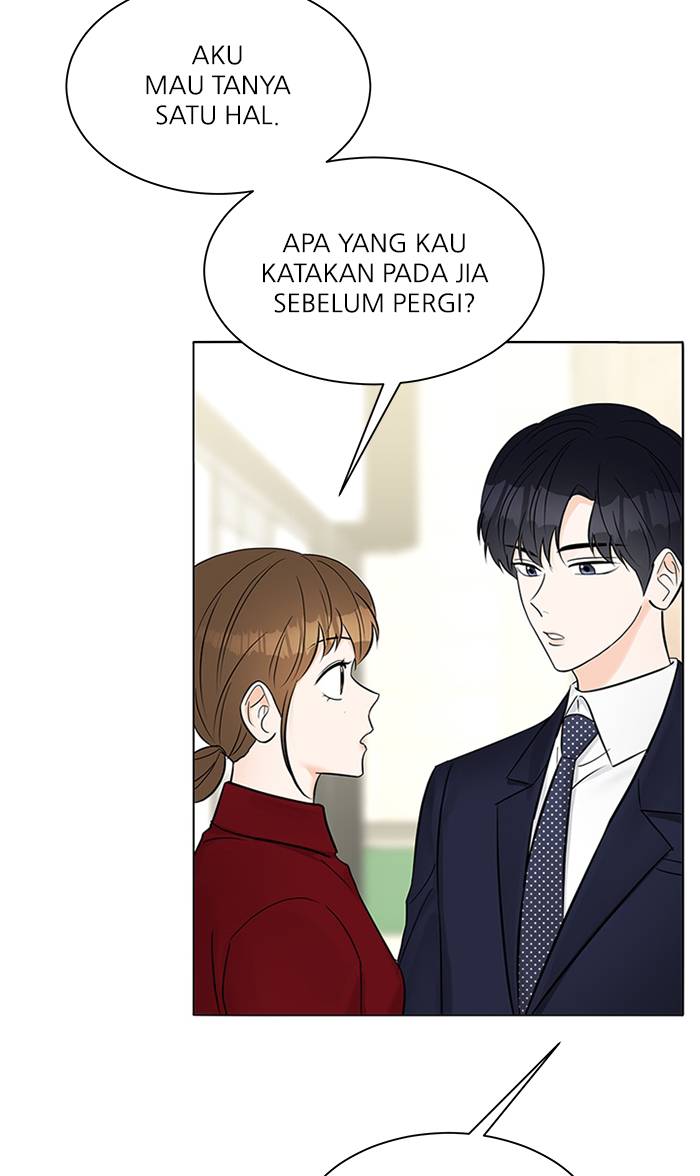 AKU
MAU TANYA
SATU HAL.
APA YANG KAU
KATAKAN PADA JIA
SEBELUM PERGI?